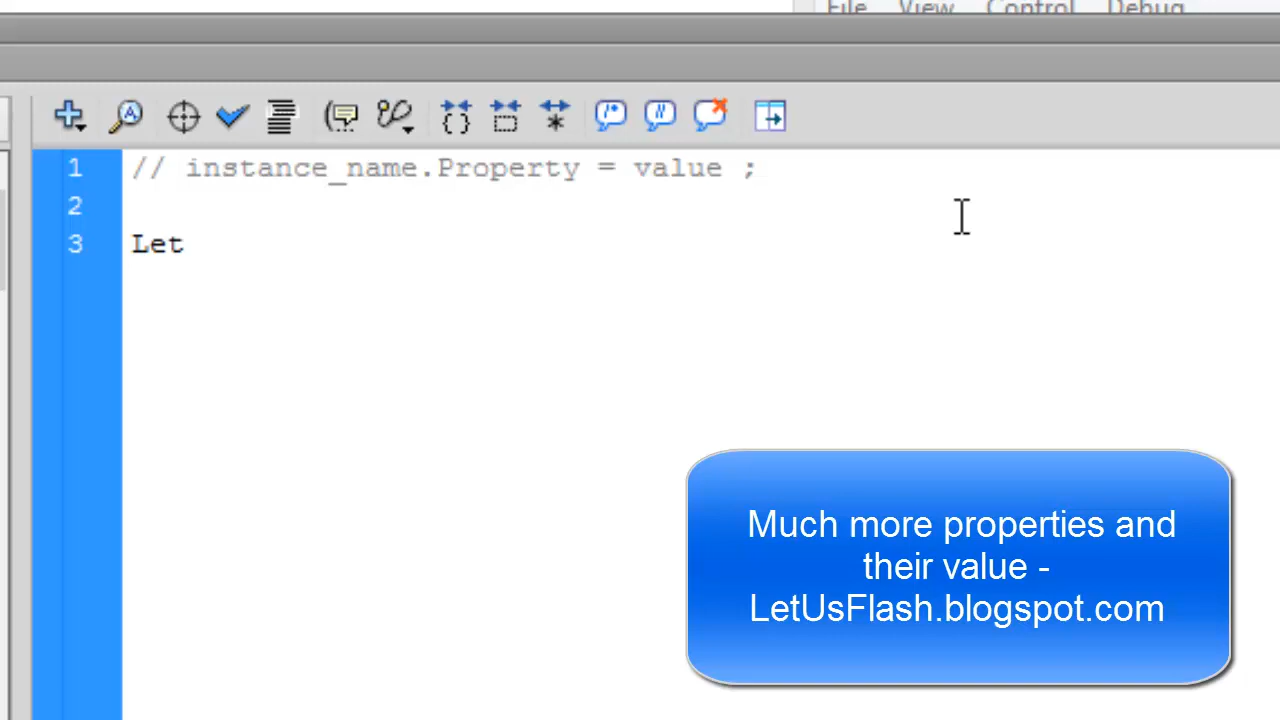 File View Control Debug
1 // instance_name.Property = value ;
2
3 Let
Much more properties and
their value -
LetUsFlash.blogspot.com